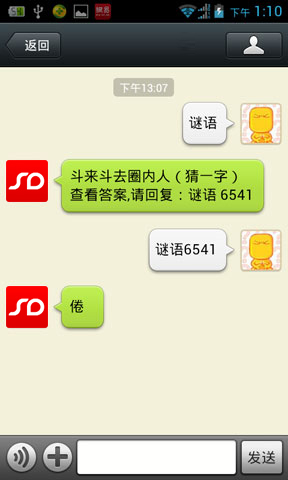 下午 1:10
返回
下午13:07
谜语
斗来斗去圈内人（猜一字）
查看答案,请回复：谜语 6541
谜语6541
倦
发送